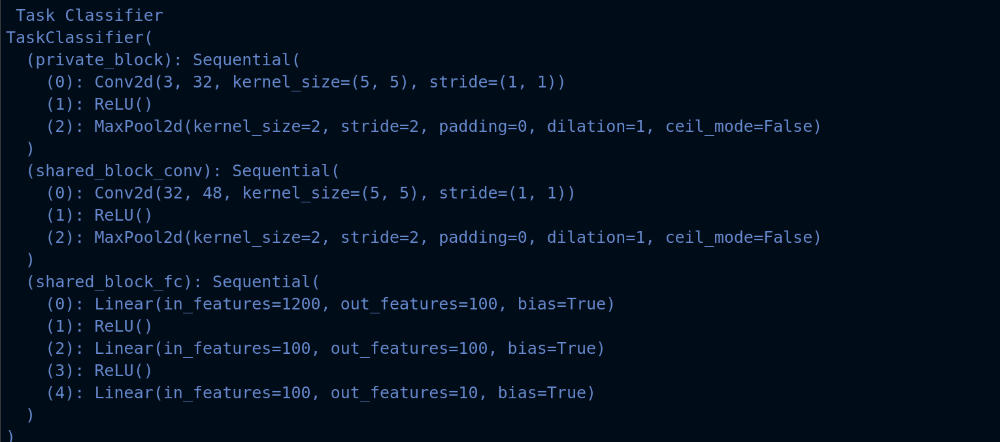 Task Classifier
TaskClassifier(
  (private_block): Sequential(
    (0): Conv2d(3, 32, kernel_size=(5, 5), stride=(1, 1))
    (1): ReLU()
    (2): MaxPool2d(kernel_size=2, stride=2, padding=0, dilation=1, ceil_mode=False)
  )
  (shared_block_conv): Sequential(
    (0): Conv2d(32, 48, kernel_size=(5, 5), stride=(1, 1))
    (1): ReLU()
    (2): MaxPool2d(kernel_size=2, stride=2, padding=0, dilation=1, ceil_mode=False)
  )
  (shared_block_fc): Sequential(
    (0): Linear(in_features=1200, out_features=100, bias=True)
    (1): ReLU()
    (2): Linear(in_features=100, out_features=100, bias=True)
    (3): ReLU()
    (4): Linear(in_features=100, out_features=10, bias=True)
  )
)